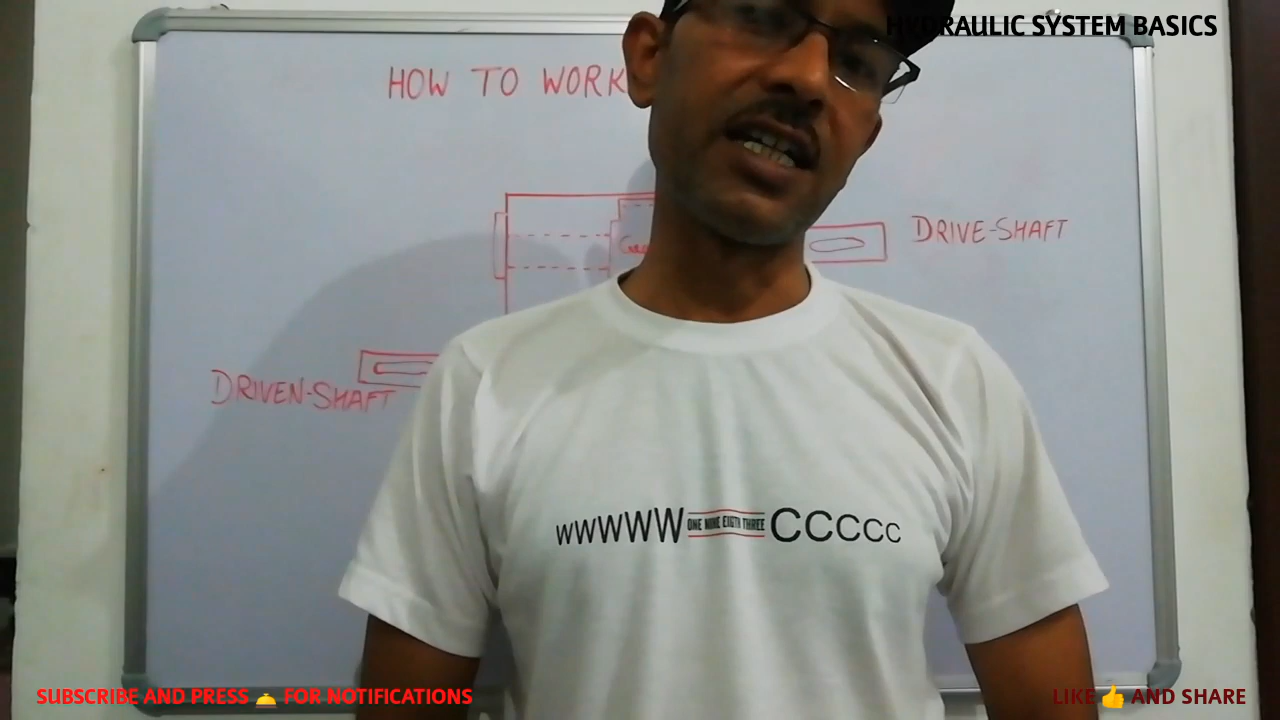 HYDRAULIC SYSTEM BASICS
HOW TO WORK
DRIVE-SHAFT
DRIVEN-SHAFT
WWWWW ONE NINE EIGTH THREE CCCCC
SUBSCRIBE AND PRESS 🛎️ FOR NOTIFICATIONS
LIKE 👍 AND SHARE